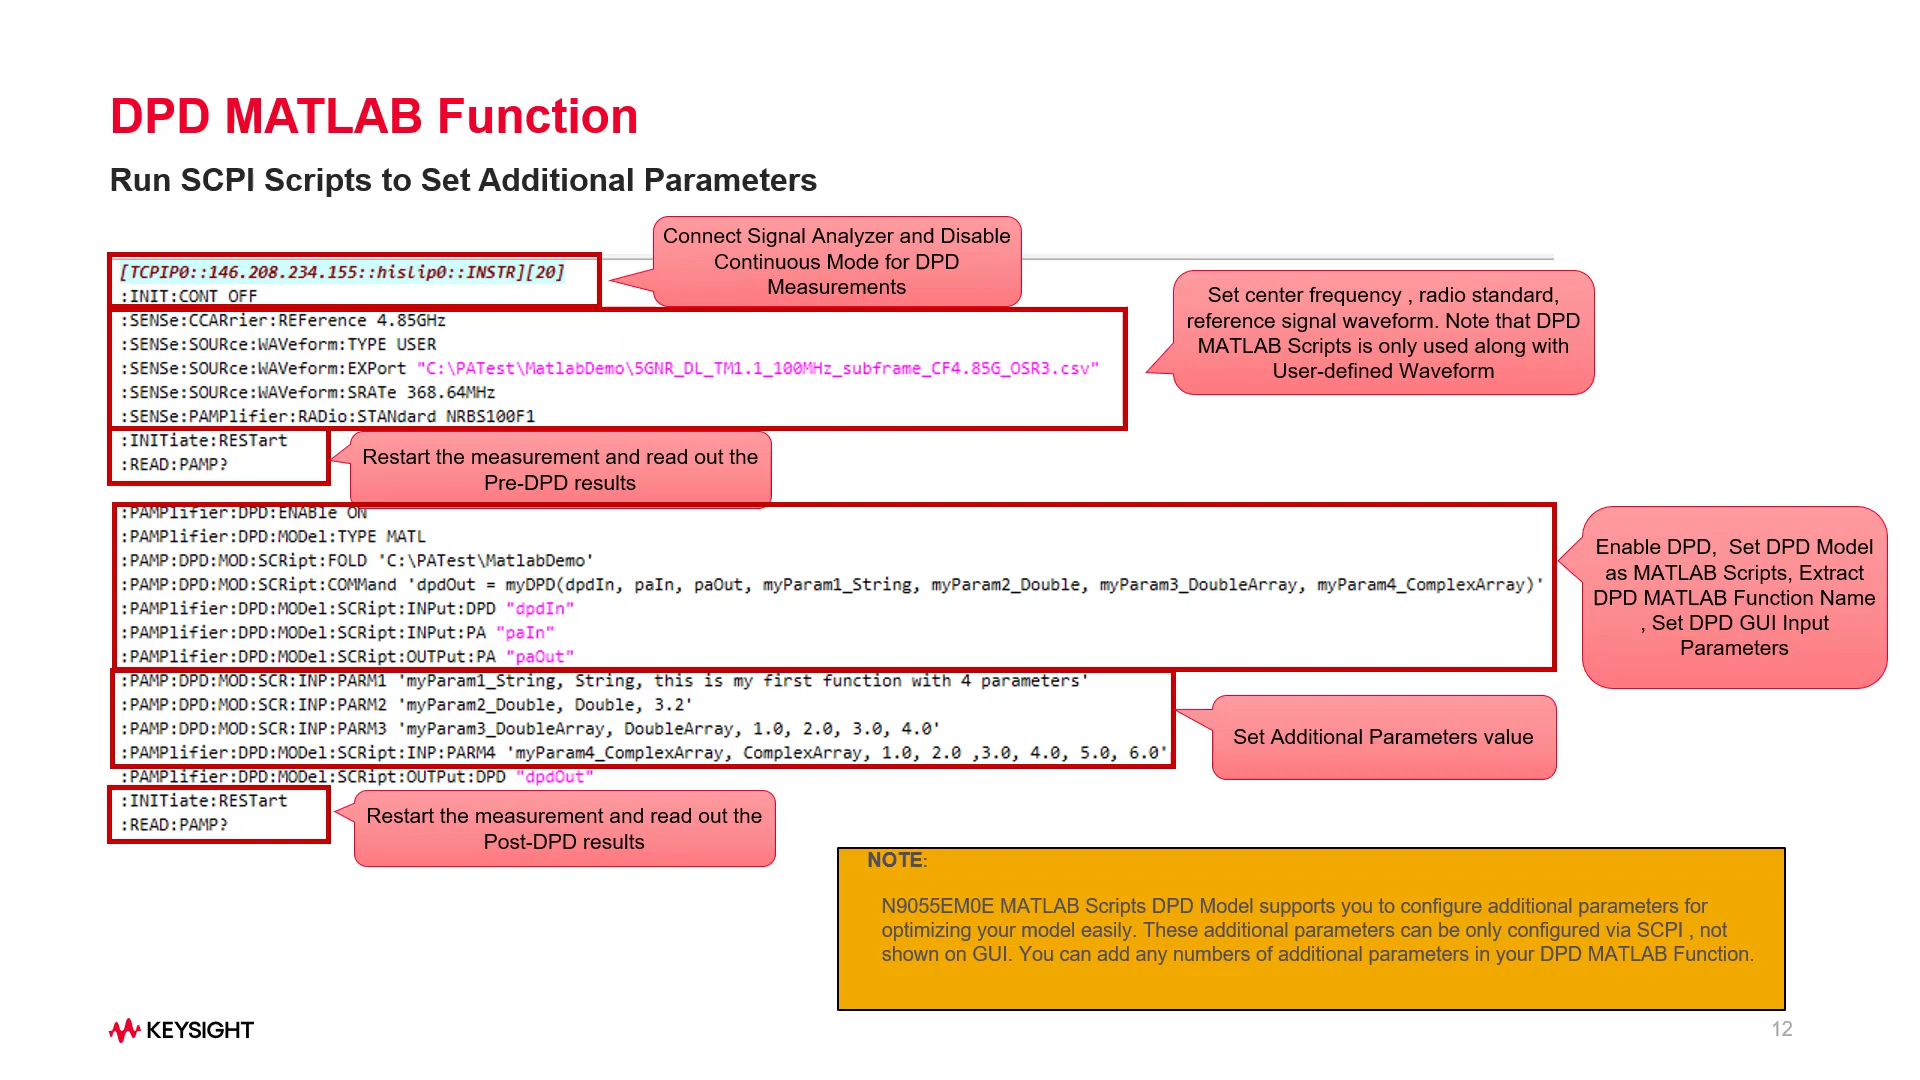 DPD MATLAB Function
Run SCPI Scripts to Set Additional Parameters
Connect Signal Analyzer and Disable
Continuous Mode for DPD
Measurements
[TCPIP0::146.208.234.155::hislip0::INSTR][20]
:INIT:CONT OFF
Set center frequency , radio standard,
reference signal waveform. Note that DPD
MATLAB Scripts is only used along with
User-defined Waveform
:SENSe:CCARrier:REFerence 4.85GHz
:SENSe:SOURce:WAVeform:TYPE USER
:SENSe:SOURce:WAVeform:EXPort "C:\PATest\MatlabDemo\5GNR_DL_TM1.1_100MHz_subframe_CF4.85G_OSR3.csv"
:SENSe:SOURce:WAVeform:SRATe 368.64MHz
:SENSe:PAMPlifier:RADio:STANdard NRBS100F1
:INITiate:RESTart
:READ:PAMP?
Restart the measurement and read out the
Pre-DPD results
:PAMPlifier:DPD:ENABle ON
:PAMPlifier:DPD:MODel:TYPE MATL
:PAMP:DPD:MOD:SCRipt:FOLD 'C:\PATest\MatlabDemo'
:PAMP:DPD:MOD:SCRipt:COMMand 'dpdOut = myDPD(dpdIn, paIn, paOut, myParam1_String, myParam2_Double, myParam3_DoubleArray, myParam4_ComplexArray)'
:PAMPlifier:DPD:MODel:SCRipt:INPut:DPD "dpdIn"
:PAMPlifier:DPD:MODel:SCRipt:INPut:PA "paIn"
:PAMPlifier:DPD:MODel:SCRipt:OUTPut:PA "paOut"
Enable DPD, Set DPD Model
as MATLAB Scripts, Extract
DPD MATLAB Function Name
, Set DPD GUI Input
Parameters
:PAMP:DPD:MOD:SCR:INP:PARM1 'myParam1_String, String, this is my first function with 4 parameters'
:PAMP:DPD:MOD:SCR:INP:PARM2 'myParam2_Double, Double, 3.2'
:PAMP:DPD:MOD:SCR:INP:PARM3 'myParam3_DoubleArray, DoubleArray, 1.0, 2.0, 3.0, 4.0'
:PAMPlifier:DPD:MODel:SCRipt:INP:PARM4 'myParam4_ComplexArray, ComplexArray, 1.0, 2.0 ,3.0, 4.0, 5.0, 6.0'
Set Additional Parameters value
:PAMPlifier:DPD:MODel:SCRipt:OUTPut:DPD "dpdOut"
:INITiate:RESTart
:READ:PAMP?
Restart the measurement and read out the
Post-DPD results
NOTE:
N9055EM0E MATLAB Scripts DPD Model supports you to configure additional parameters for
optimizing your model easily. These additional parameters can be only configured via SCPI , not
shown on GUI. You can add any numbers of additional parameters in your DPD MATLAB Function.
KEYSIGHT
12